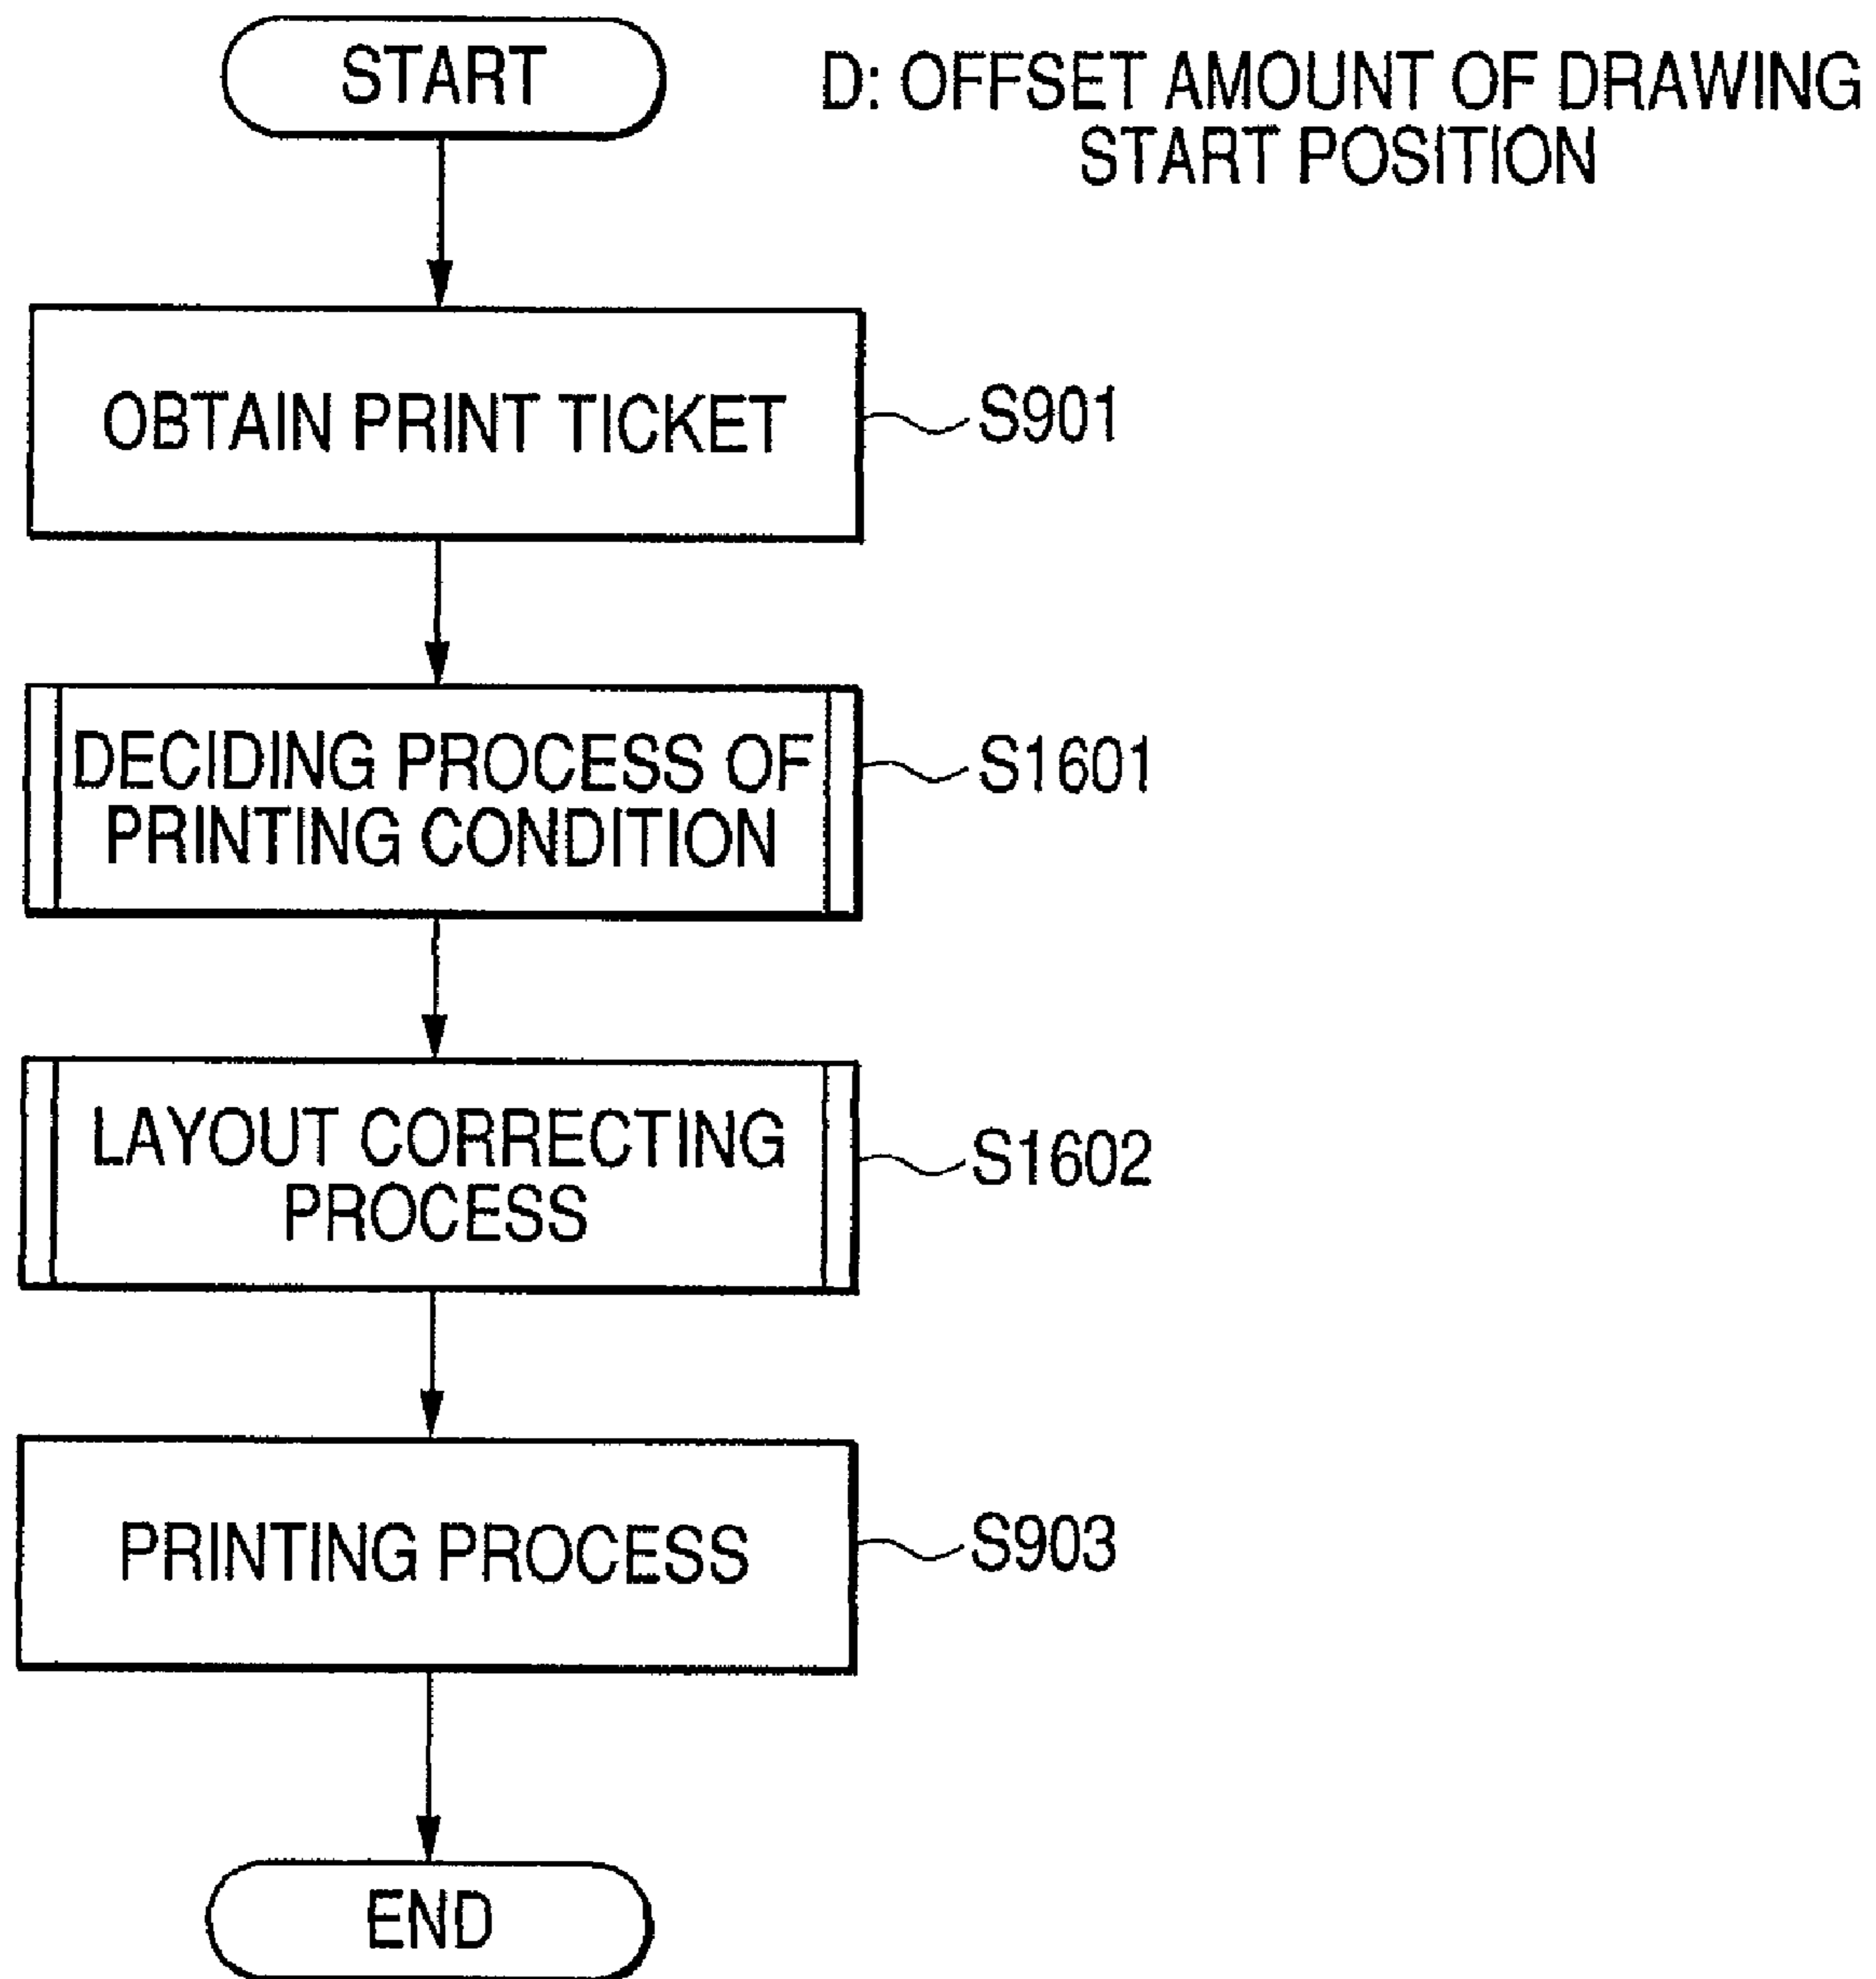 START
D: OFFSET AMOUNT OF DRAWING
START POSITION
OBTAIN PRINT TICKET
S901
DECIDING PROCESS OF
PRINTING CONDITION
S1601
LAYOUT CORRECTING
PROCESS
S1602
PRINTING PROCESS
S903
END